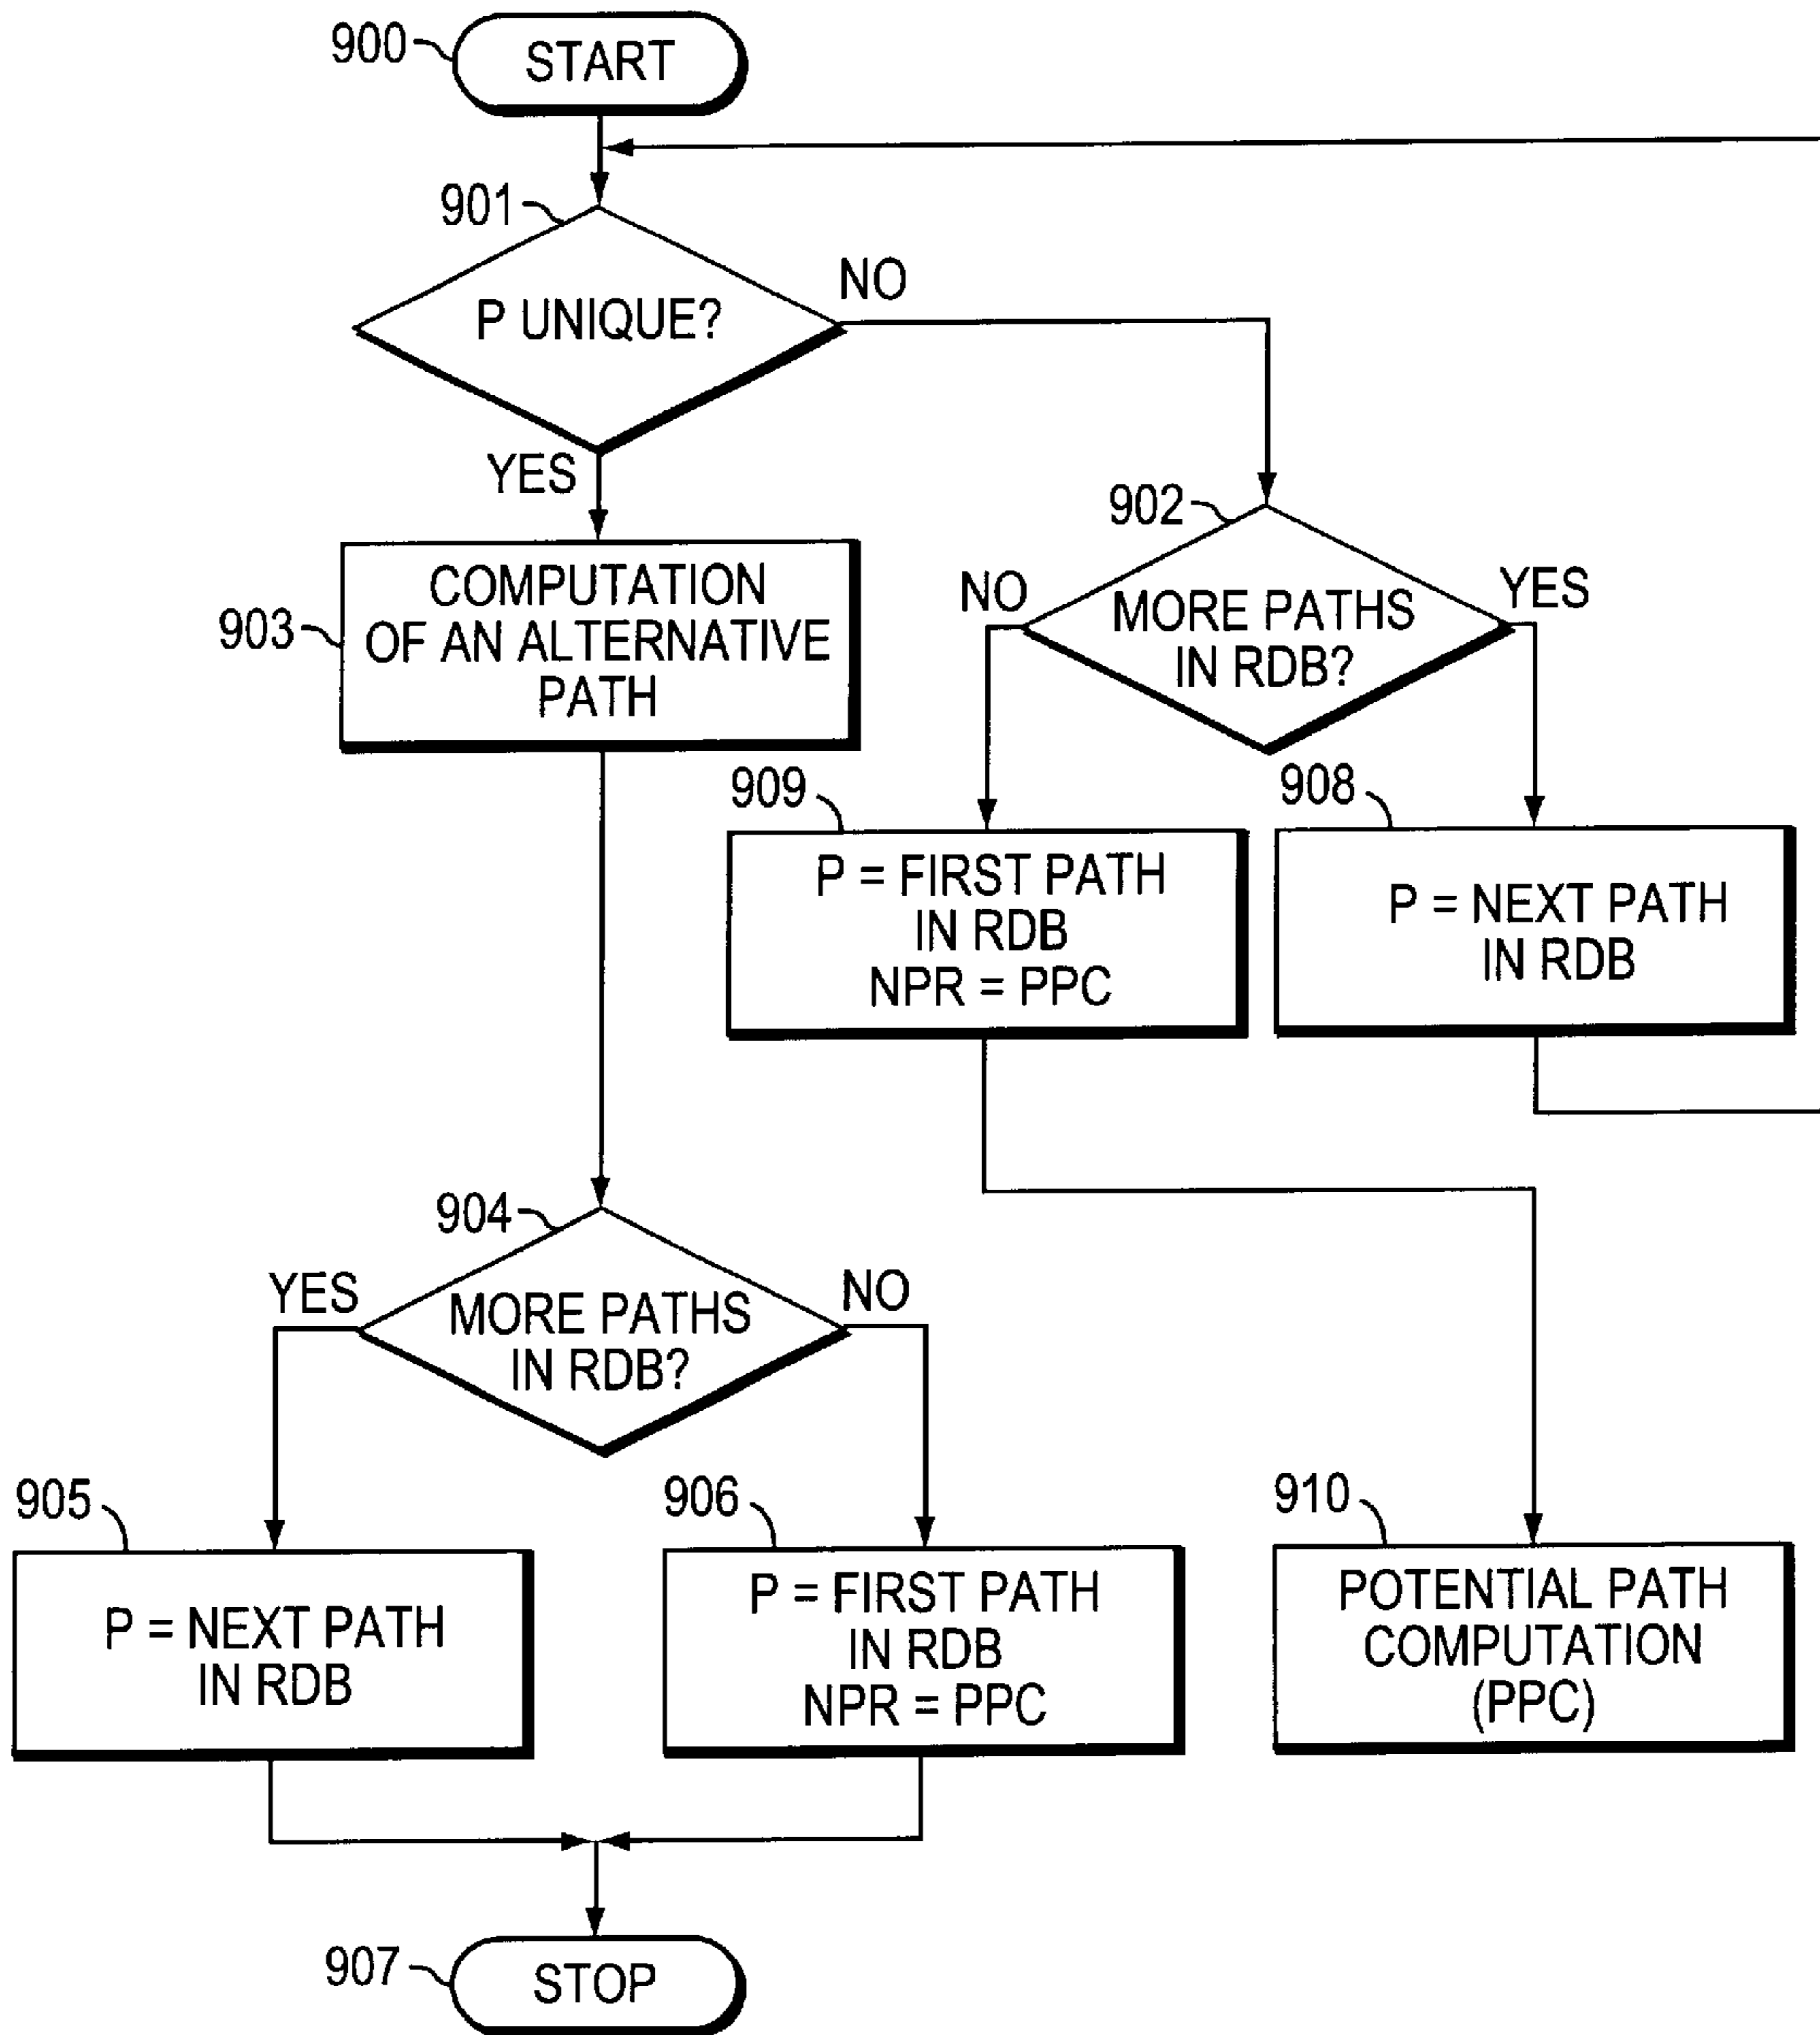 900
START
901
P UNIQUE?
NO
YES
902
NO
MORE PATHS
IN RDB?
YES
903
COMPUTATION
OF AN ALTERNATIVE
PATH
909
P = FIRST PATH
IN RDB
NPR = PPC
908
P = NEXT PATH
IN RDB
904
YES
MORE PATHS
IN RDB?
NO
905
P = NEXT PATH
IN RDB
906
P = FIRST PATH
IN RDB
NPR = PPC
910
POTENTIAL PATH
COMPUTATION
(PPC)
907
STOP